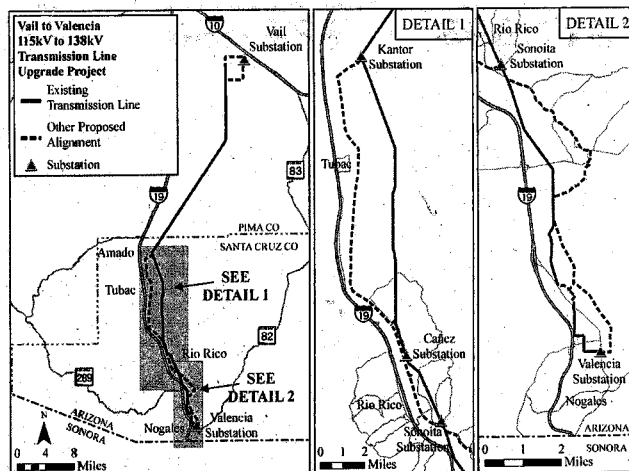 Vail to Valencia
115kV to 138kV
Transmission Line
Upgrade Project
Existing
Transmission Line
Other Proposed
Alignment
Substation
10
Vail
Substation
83
19
PIMA CO
SANTA CRUZ CO
Amado
Tubac
SEE
DETAIL 1
82
Rio Rico
289
SEE
DETAIL 2
Nogales
Valencia
Substation
ARIZONA
SONORA
N
0 4 8
Miles
DETAIL 1
Kantor
Substation
Tubac
19
Cañez
Substation
Rio Rico
Sonoita
Substation
0 1 2
Miles
DETAIL 2
Rio Rico
Sonoita
Substation
Valencia
Substation
Nogales
ARIZONA
SONORA
0 1 2
Miles